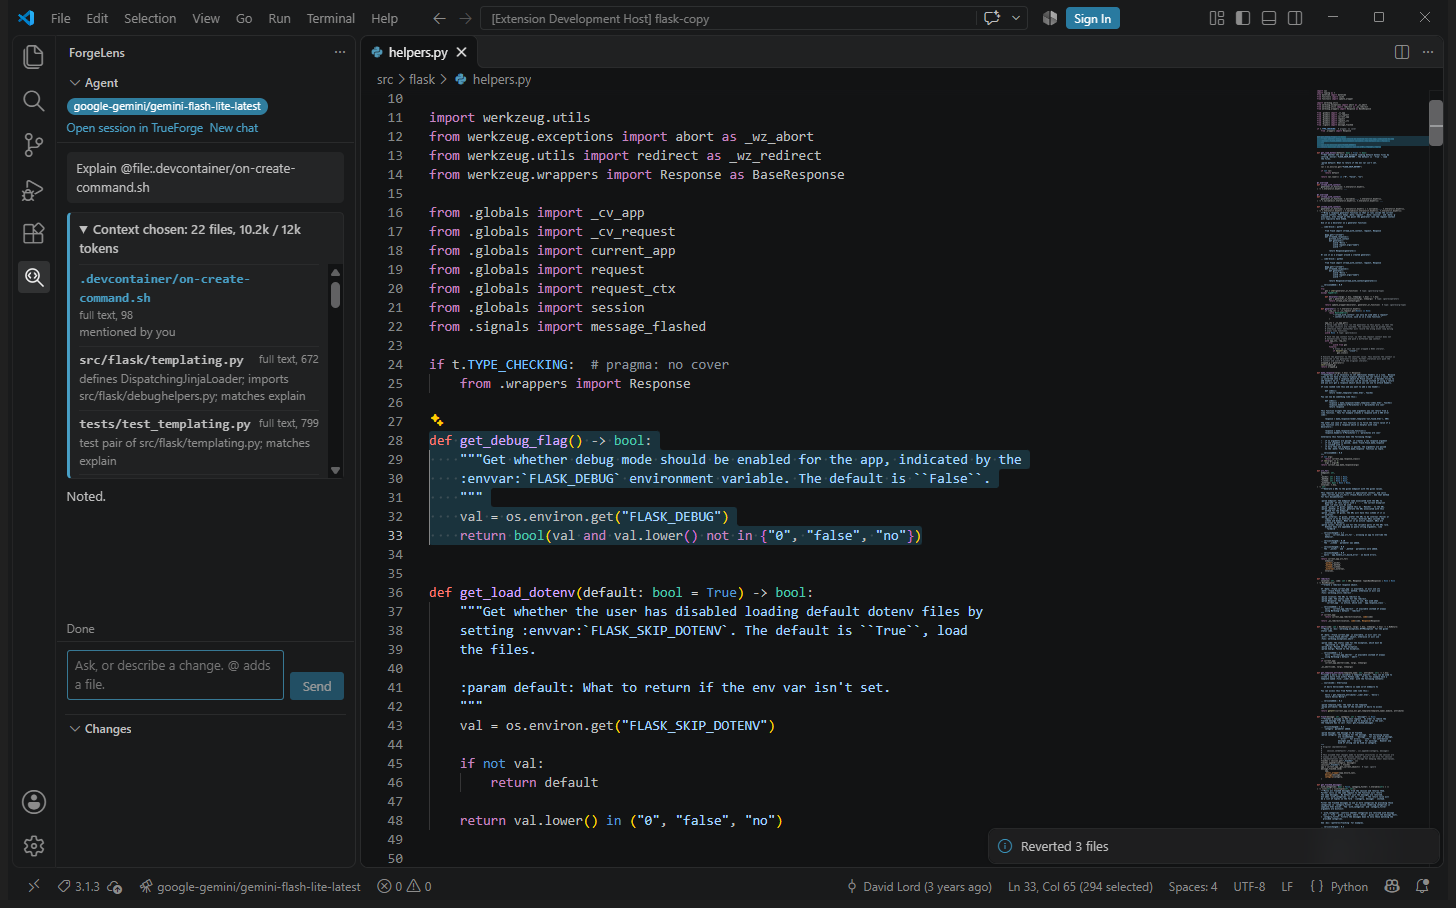 File Edit Selection View Go Run Terminal Help
[Extension Development Host] flask-copy
Sign In
ForgeLens
Agent
google-gemini/gemini-flash-lite-latest
Open session in TrueForge New chat
Explain @file:.devcontainer/on-create-
command.sh
▼ Context chosen: 22 files, 10.2k / 12k
tokens
.devcontainer/on-create-
command.sh
full text, 98
mentioned by you
src/flask/templating.py full text, 672
defines DispatchingJinjaLoader; imports
src/flask/debughelpers.py; matches explain
tests/test_templating.py full text, 799
test pair of src/flask/templating.py; matches
explain
Noted.
Done
Ask, or describe a change. @ adds
a file.
Send
Changes
helpers.py
src > flask > helpers.py
10
11 import werkzeug.utils
12 from werkzeug.exceptions import abort as _wz_abort
13 from werkzeug.utils import redirect as _wz_redirect
14 from werkzeug.wrappers import Response as BaseResponse
15
16 from .globals import _cv_app
17 from .globals import _cv_request
18 from .globals import current_app
19 from .globals import request
20 from .globals import request_ctx
21 from .globals import session
22 from .signals import message_flashed
23
24 if t.TYPE_CHECKING:  # pragma: no cover
25     from .wrappers import Response
26
27
28 def get_debug_flag() -> bool:
29     """Get whether debug mode should be enabled for the app, indicated by the
30     :envvar:`FLASK_DEBUG` environment variable. The default is ``False``.
31     """
32     val = os.environ.get("FLASK_DEBUG")
33     return bool(val and val.lower() not in {"0", "false", "no"})
34
35
36 def get_load_dotenv(default: bool = True) -> bool:
37     """Get whether the user has disabled loading default dotenv files by
38     setting :envvar:`FLASK_SKIP_DOTENV`. The default is ``True``, load
39     the files.
40
41     :param default: What to return if the env var isn't set.
42     """
43     val = os.environ.get("FLASK_SKIP_DOTENV")
44
45     if not val:
46         return default
47
48     return val.lower() in ("0", "false", "no")
49
50
Reverted 3 files
3.1.3 google-gemini/gemini-flash-lite-latest 0 0 David Lord (3 years ago) Ln 33, Col 65 (294 selected) Spaces: 4 UTF-8 LF { } Python